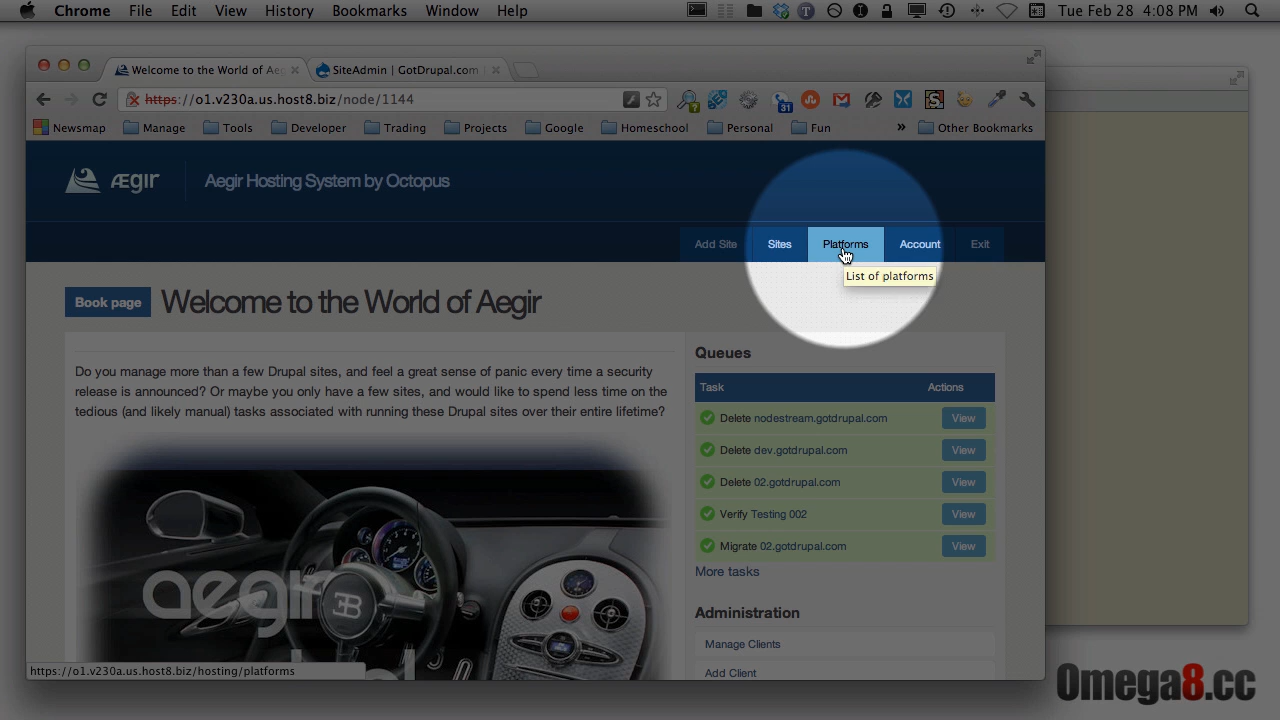 Chrome File Edit View History Bookmarks Window Help Tue Feb 28 4:08 PM
Welcome to the World of Aeg SiteAdmin | GotDrupal.com
https://o1.v230a.us.host8.biz/node/1144
31
Newsmap Manage Tools Developer Trading Projects Google Homeschool Personal Fun » Other Bookmarks
ÆGIR Aegir Hosting System by Octopus
Add Site Sites Platforms Account Exit
List of platforms
Book page Welcome to the World of Aegir
Do you manage more than a few Drupal sites, and feel a great sense of panic every time a security
release is announced? Or maybe you only have a few sites, and would like to spend less time on the
tedious (and likely manual) tasks associated with running these Drupal sites over their entire lifetime?
aegir
Queues
Task Actions
Delete nodestream.gotdrupal.com View
Delete dev.gotdrupal.com View
Delete 02.gotdrupal.com View
Verify Testing 002 View
Migrate 02.gotdrupal.com View
More tasks
Administration
Manage Clients
Add Client
https://o1.v230a.us.host8.biz/hosting/platforms
Omega8.cc